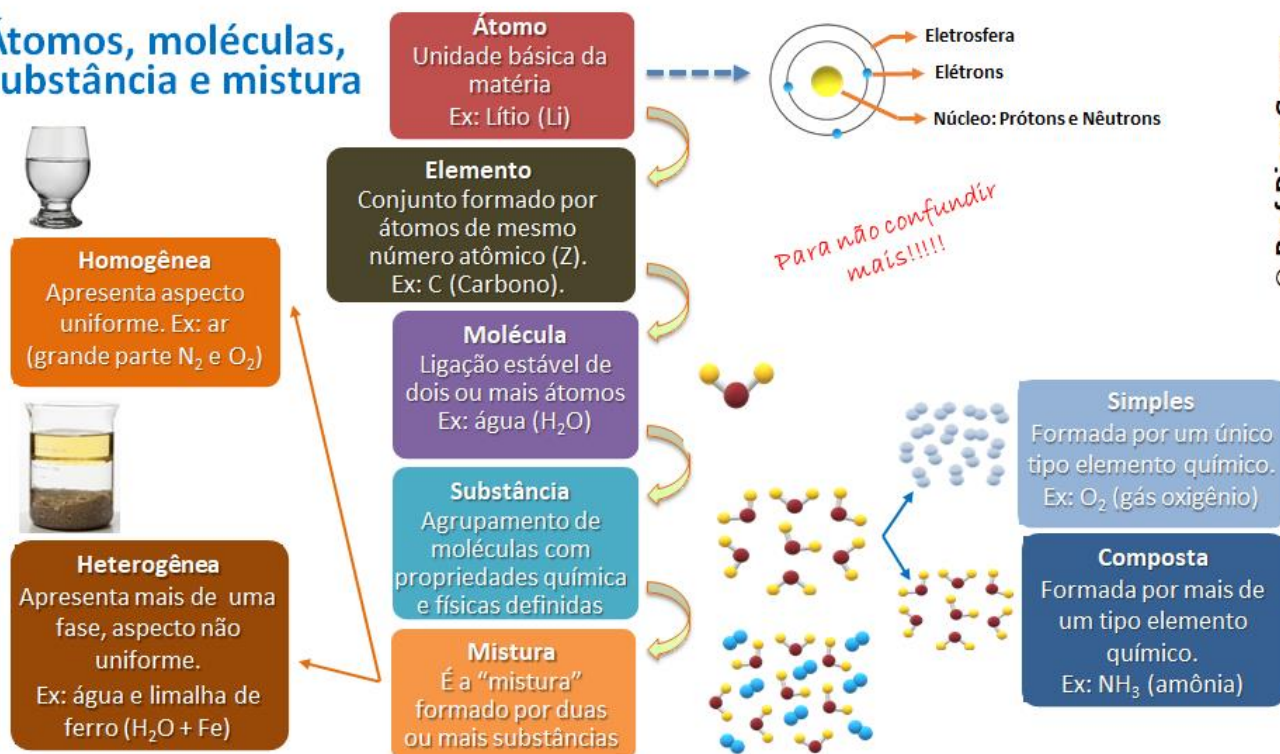 Átomos, moléculas,
substância e mistura
Átomo
Unidade básica da
matéria
Ex: Lítio (Li)
Eletrosfera
Elétrons
Núcleo: Prótons e Nêutrons
Elemento
Conjunto formado por
átomos de mesmo
número atômico (Z).
Ex: C (Carbono).
Para não confundir
mais!!!!!
Homogênea
Apresenta aspecto
uniforme. Ex: ar
(grande parte N₂ e O₂)
Molécula
Ligação estável de
dois ou mais átomos
Ex: água (H₂O)
Simples
Formada por um único
tipo elemento químico.
Ex: O₂ (gás oxigênio)
Substância
Agrupamento de
moléculas com
propriedades química
e físicas definidas
Composta
Formada por mais de
um tipo elemento
químico.
Ex: NH₃ (amônia)
Heterogênea
Apresenta mais de uma
fase, aspecto não
uniforme.
Ex: água e limalha de
ferro (H₂O + Fe)
Mistura
É a “mistura”
formado por duas
ou mais substâncias